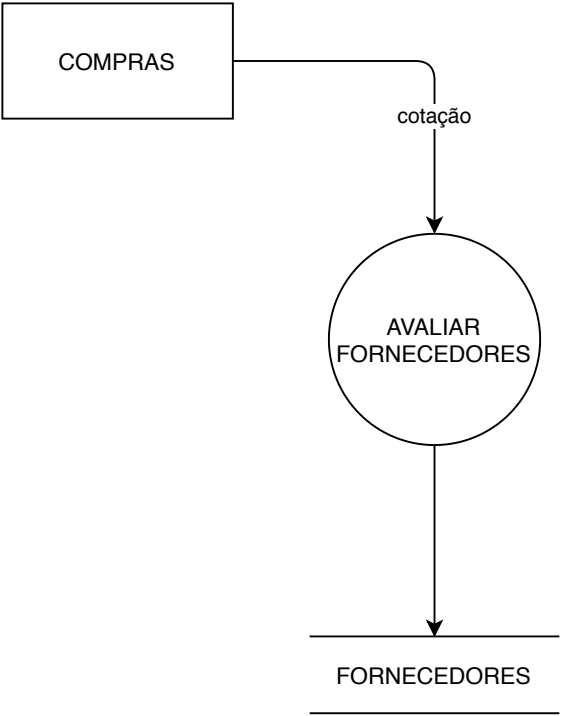 COMPRAS
cotação
AVALIAR
FORNECEDORES
FORNECEDORES